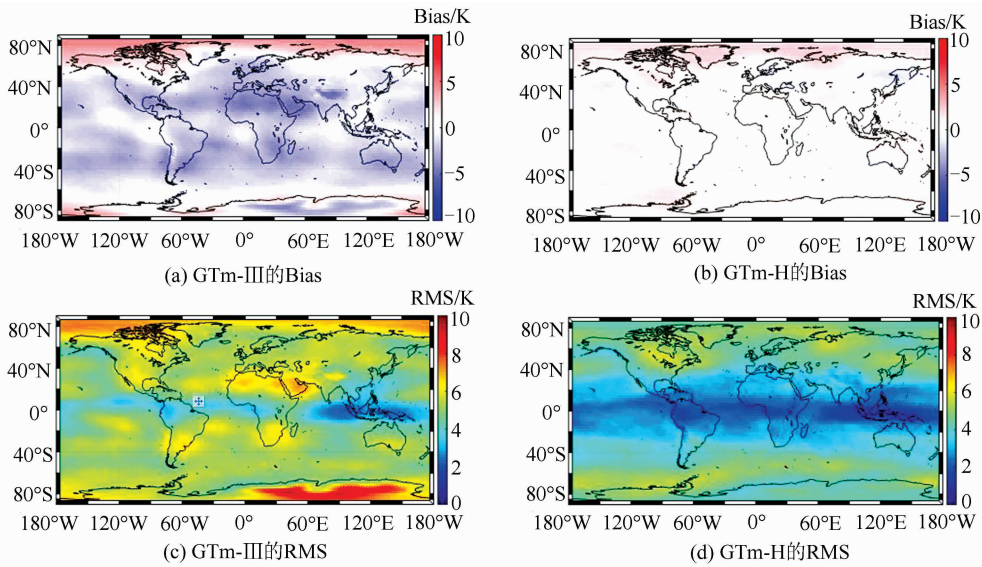 Bias/K
80°N
40°N
0°
40°S
80°S
10
5
0
−5
−10
180°W 120°W 60°W 0° 60°E 120°E 180°W
(a) GTm-Ⅲ的Bias
Bias/K
80°N
40°N
0°
40°S
80°S
10
5
0
−5
−10
180°W 120°W 60°W 0° 60°E 120°E 180°W
(b) GTm-H的Bias
RMS/K
80°N
40°N
0°
40°S
80°S
10
8
6
4
2
0
180°W 120°W 60°W 0° 60°E 120°E 180°W
(c) GTm-Ⅲ的RMS
RMS/K
80°N
40°N
0°
40°S
80°S
10
8
6
4
2
0
180°W 120°W 60°W 0° 60°E 120°E 180°W
(d) GTm-H的RMS